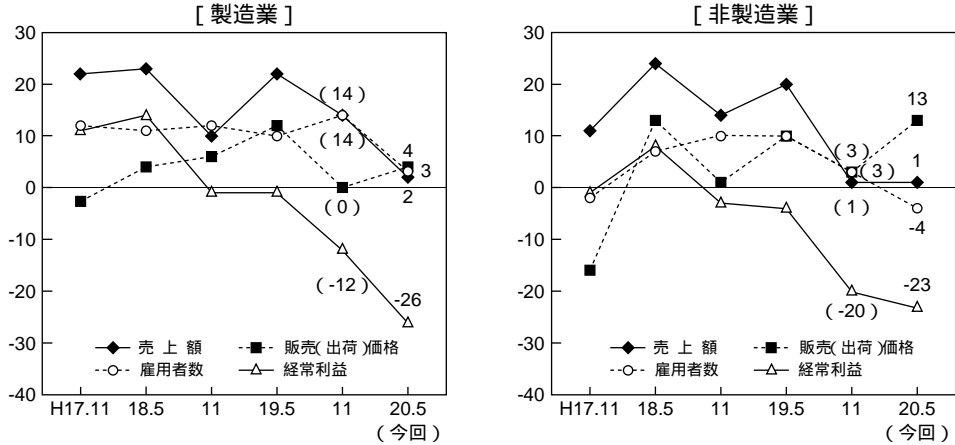 [ 製造業 ]
30
20
10
0
-10
-20
-30
-40
(14)
(14)
(0)
(-12)
4
3
2
-26
売 上 額
販売(出荷)価格
雇用者数
経常利益
H17.11 18.5 11 19.5 11 20.5
(今回)
[ 非製造業 ]
30
20
10
0
-10
-20
-30
-40
13
(3)
(3)
1
(1)
-4
(-20)
-23
売 上 額
販売(出荷)価格
雇用者数
経常利益
H17.11 18.5 11 19.5 11 20.5
(今回)